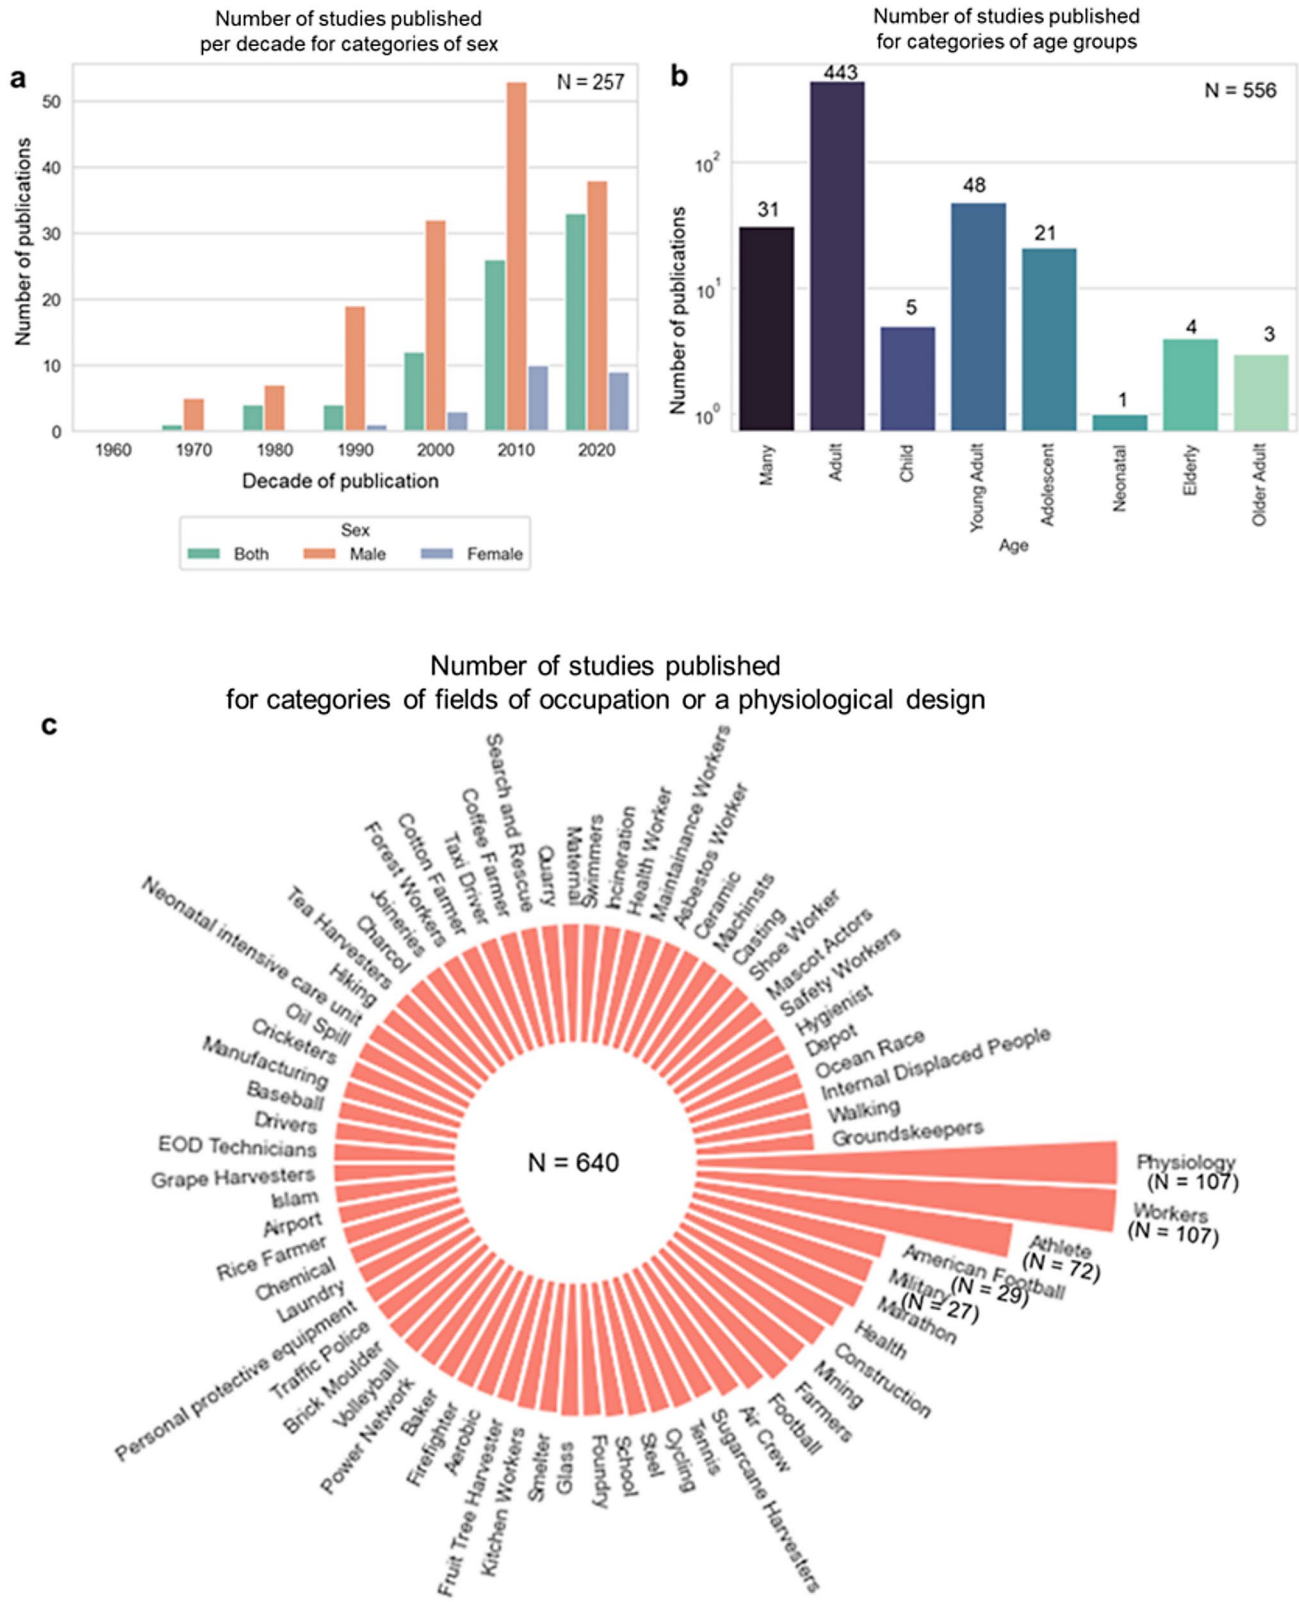 Number of studies published
per decade for categories of sex
a
N = 257
Number of publications
50
40
30
20
10
0
1960
1970
1980
1990
2000
2010
2020
Decade of publication
Sex
Both
Male
Female
Number of studies published
for categories of age groups
b
N = 556
Number of publications
10²
10¹
10⁰
31
443
5
48
21
1
4
3
Many
Adult
Child
Young Adult
Adolescent
Neonatal
Elderly
Older Adult
Age
Number of studies published
for categories of fields of occupation or a physiological design
c
N = 640
Physiology
(N = 107)
Workers
(N = 107)
Athlete
(N = 72)
American Football
(N = 29)
Military
(N = 27)
Marathon
Health
Construction
Mining
Farmers
Football
Air Crew
Sugarcane Harvesters
Tennis
Cycling
Steel
School
Foundry
Glass
Smelter
Kitchen Workers
Fruit Tree Harvester
Aerobic
Firefighter
Baker
Power Network
Volleyball
Brick Moulder
Traffic Police
Personal protective equipment
Laundry
Chemical
Rice Farmer
Airport
Islam
Grape Harvesters
EOD Technicians
Drivers
Baseball
Manufacturing
Cricketers
Oil Spill
Neonatal intensive care unit
Hiking
Tea Harvesters
Charcol
Joineries
Forest Workers
Cotton Farmer
Taxi Driver
Coffee Farmer
Search and Rescue
Quarry
Maternal
Swimmers
Incineration
Health Worker
Maintainance Workers
Asbestos Worker
Ceramic
Machinsts
Casting
Shoe Worker
Mascot Actors
Safety Workers
Hygienist
Depot
Ocean Race
Internal Displaced People
Walking
Groundskeepers